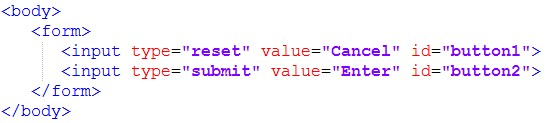 <body>
<form>
<input type="reset" value="Cancel" id="button1">
<input type="submit" value="Enter" id="button2">
</form>
</body>